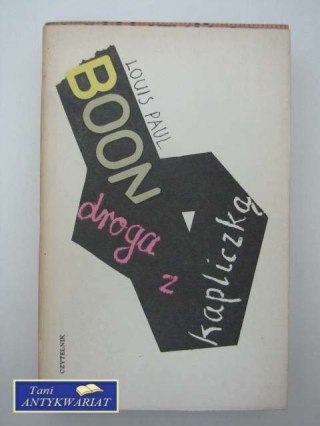 LOUIS PAUL
BOON
droga
z
kapliczką
CZYTELNIK
Tani
ANTYKWARIAT